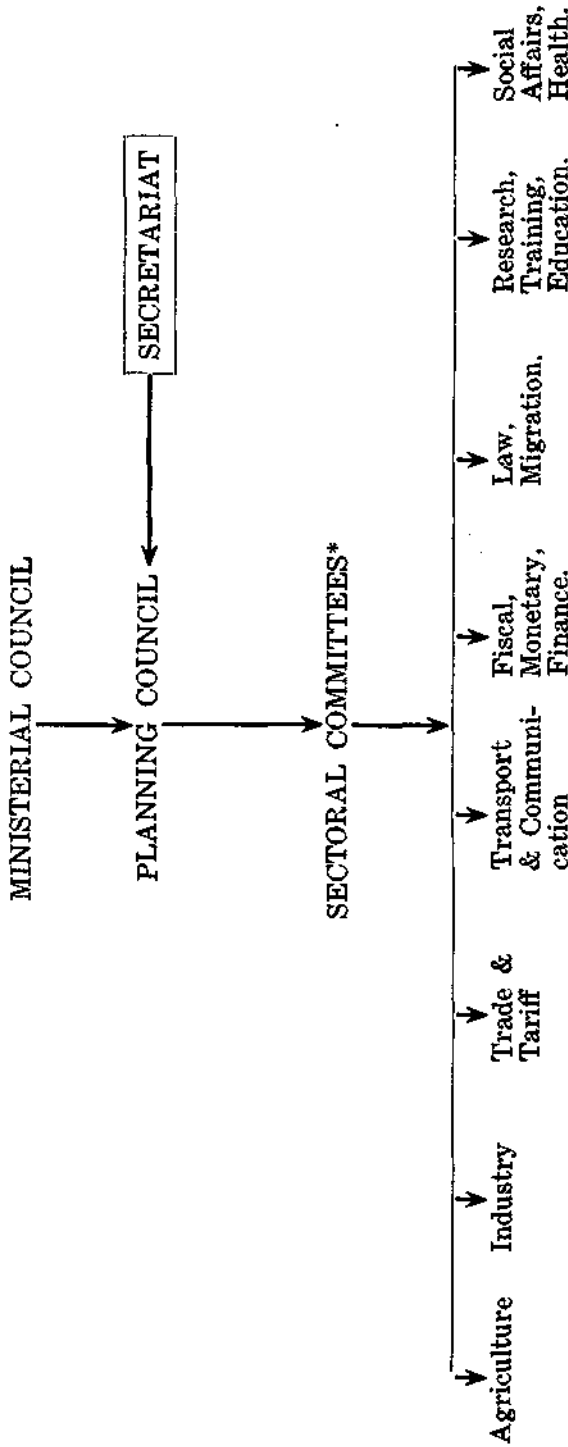 MINISTERIAL COUNCIL
PLANNING COUNCIL
SECRETARIAT
SECTORAL COMMITTEES*
Agriculture
Industry
Trade &
Tariff
Transport
& Communi-
cation
Fiscal,
Monetary,
Finance.
Law,
Migration.
Research,
Training,
Education.
Social
Affairs,
Health.